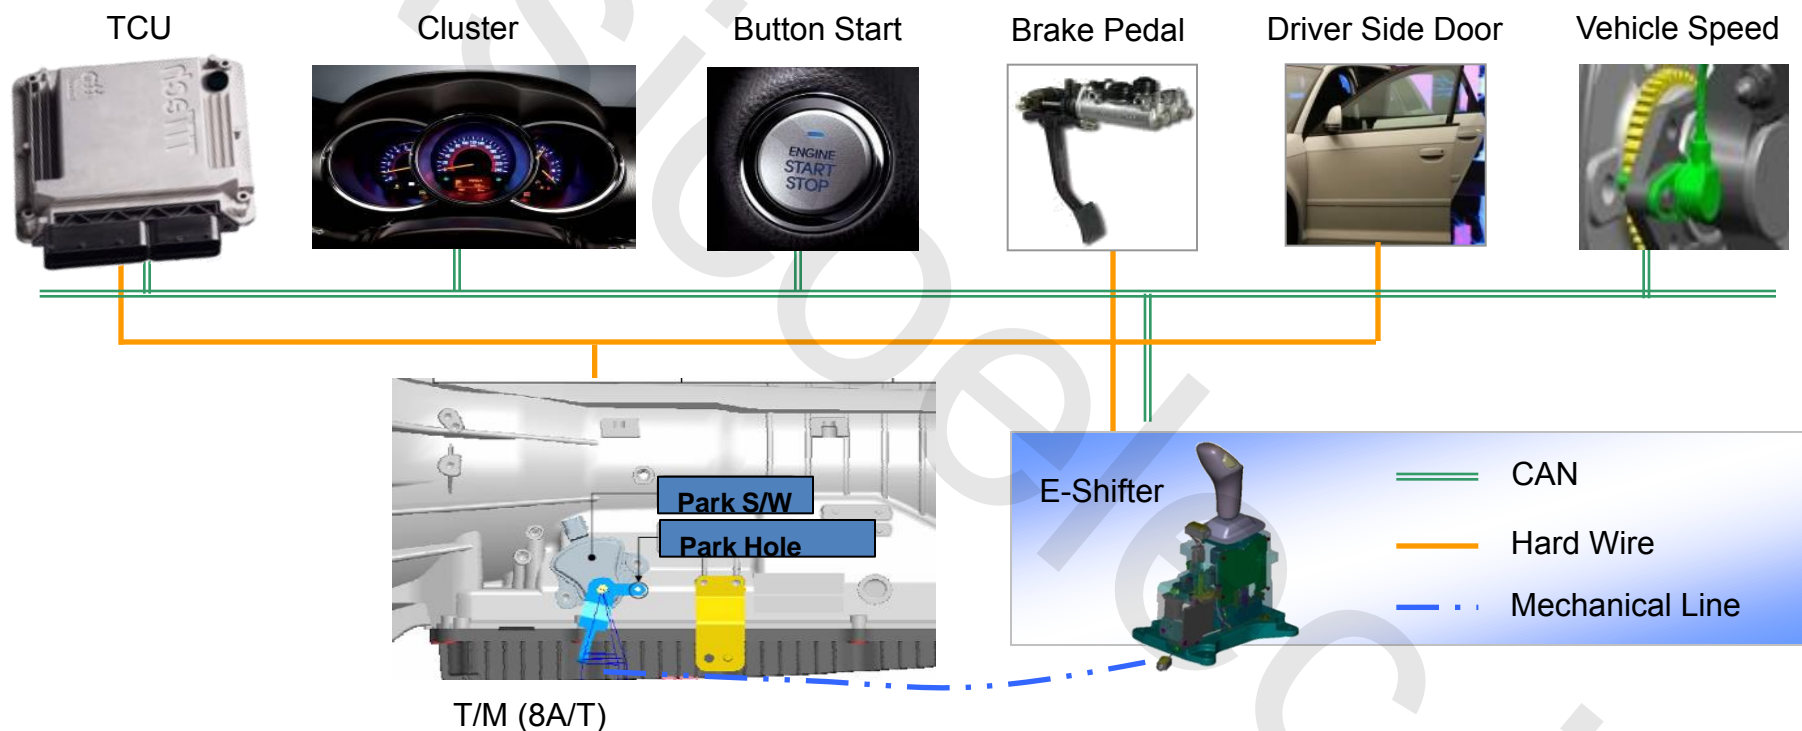 TCU
Cluster
Button Start
Brake Pedal
Driver Side Door
Vehicle Speed
ENGINE
START
STOP
Park S/W
Park Hole
E-Shifter
CAN
Hard Wire
Mechanical Line
T/M (8A/T)